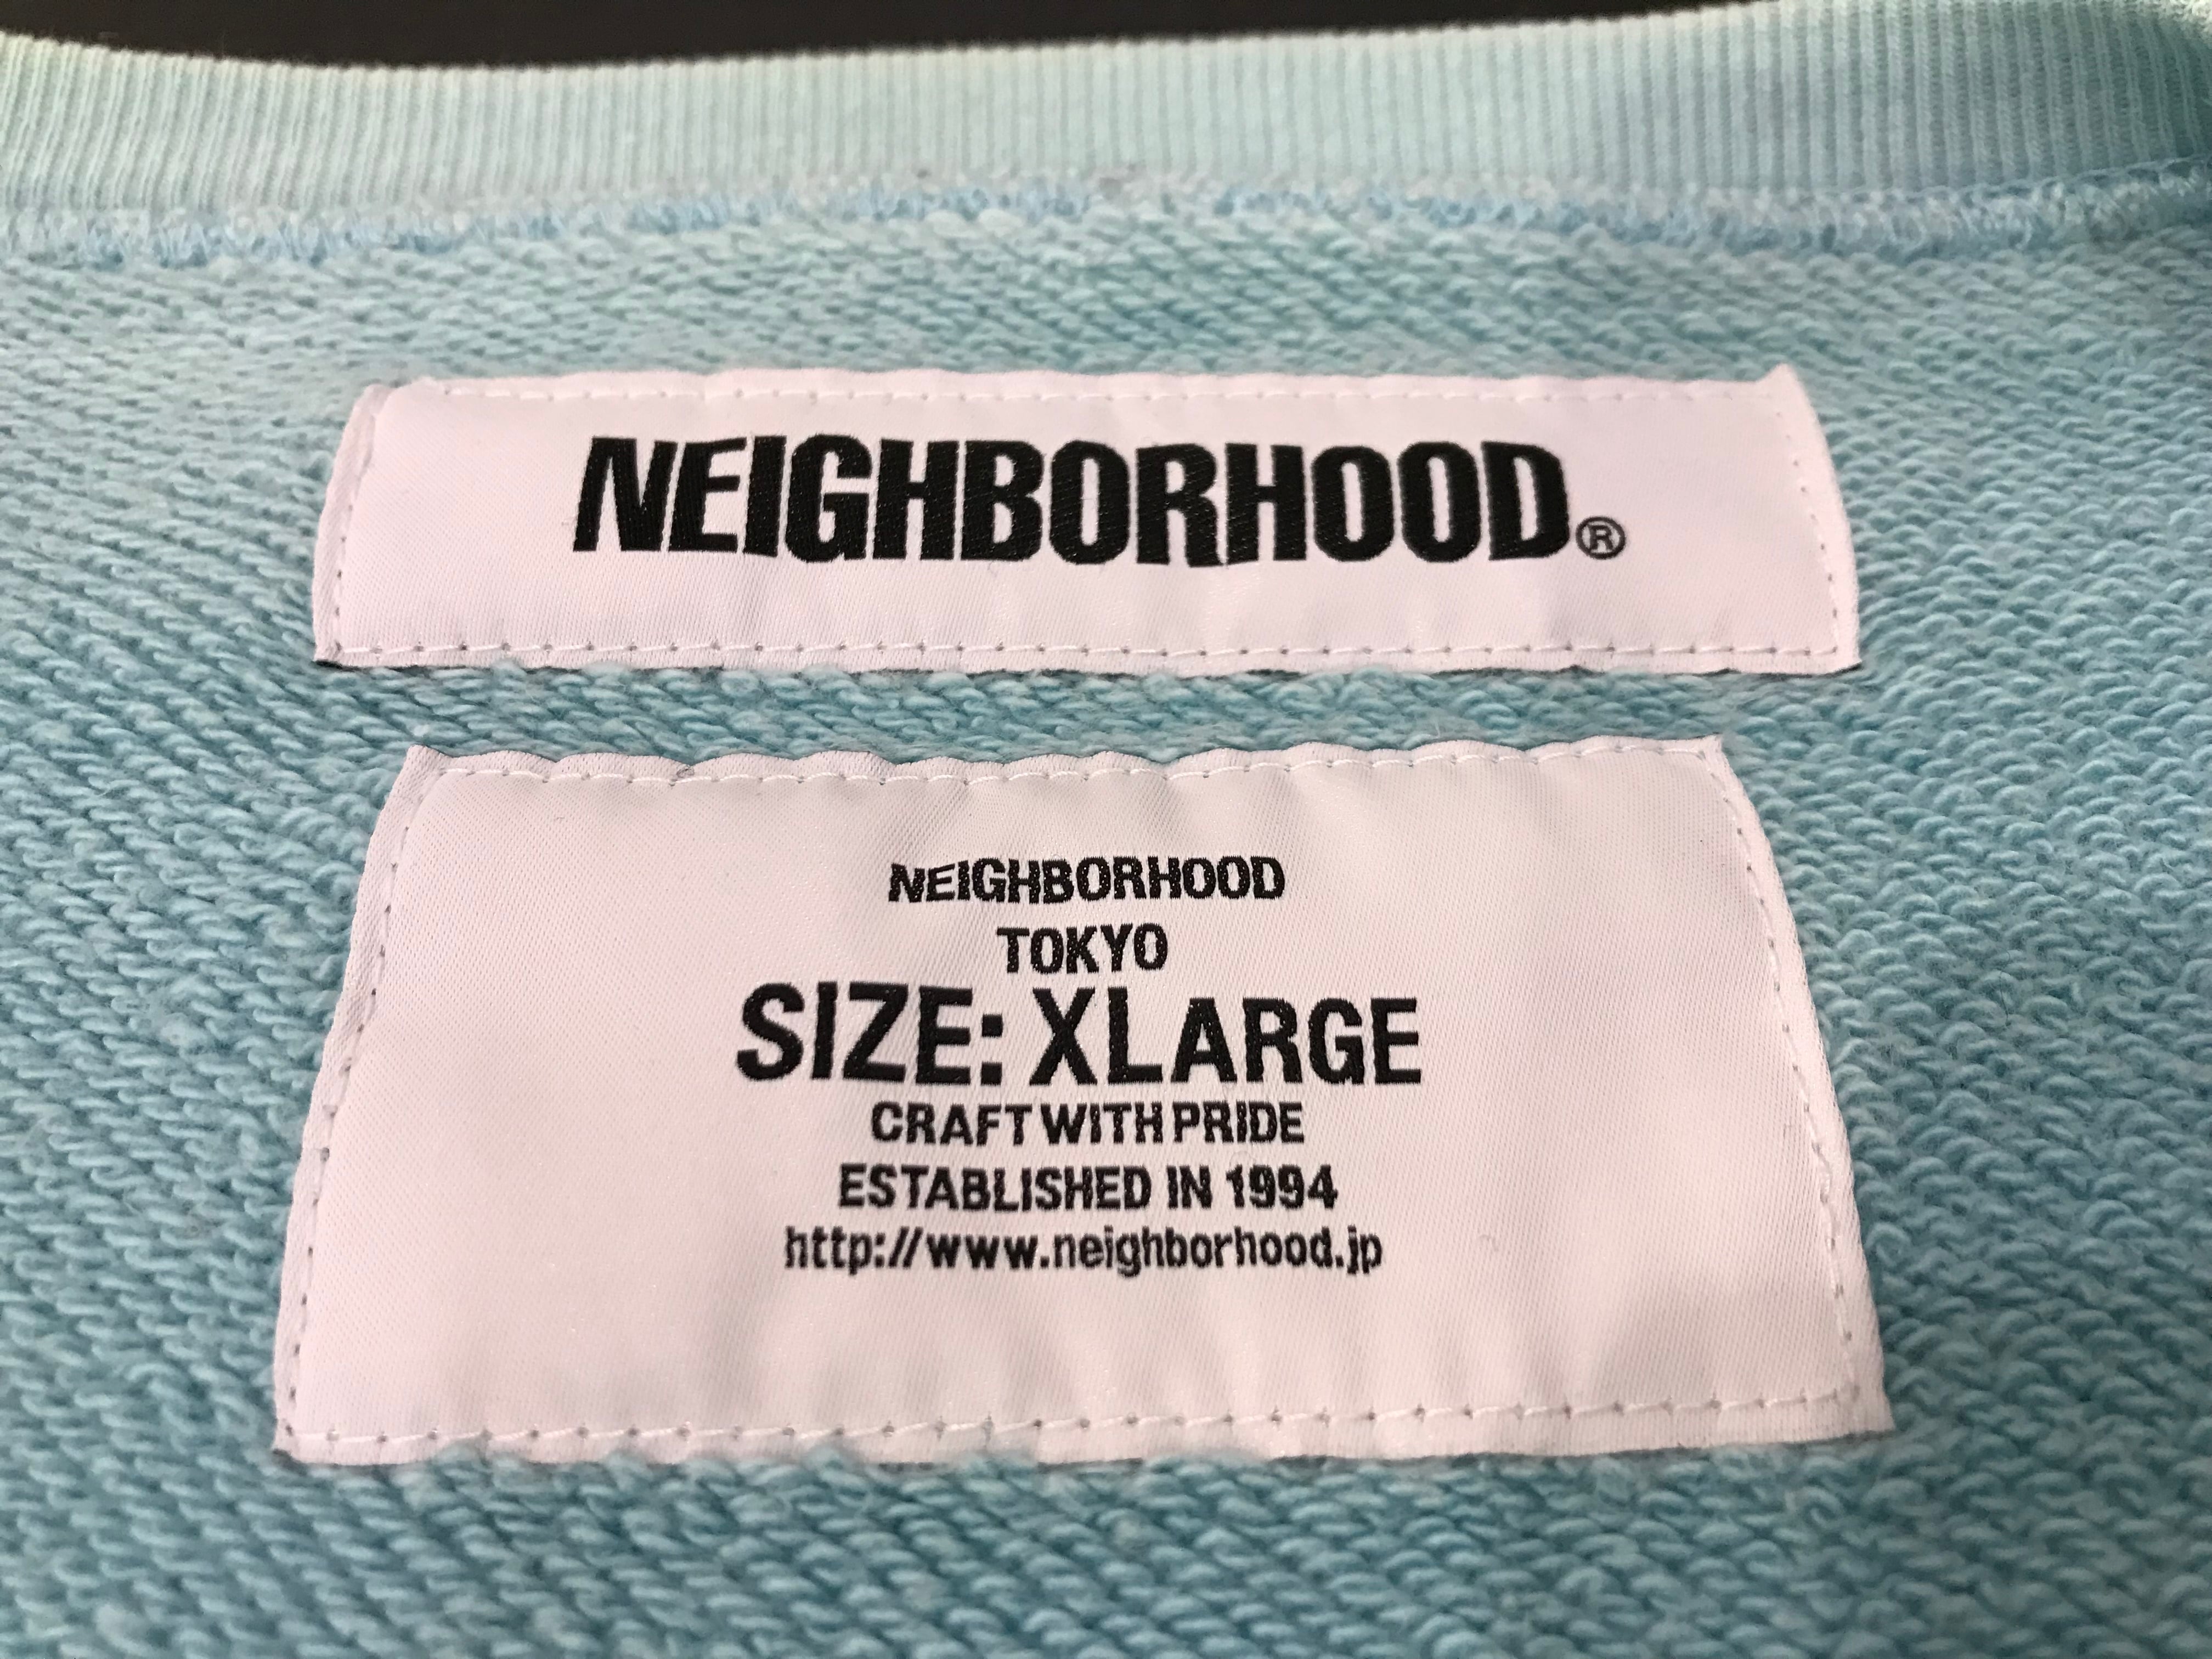 NEIGHBORHOOD®
NEIGHBORHOOD
TOKYO
SIZE: XLARGE
CRAFT WITH PRIDE
ESTABLISHED IN 1994
http://www.neighborhood.jp